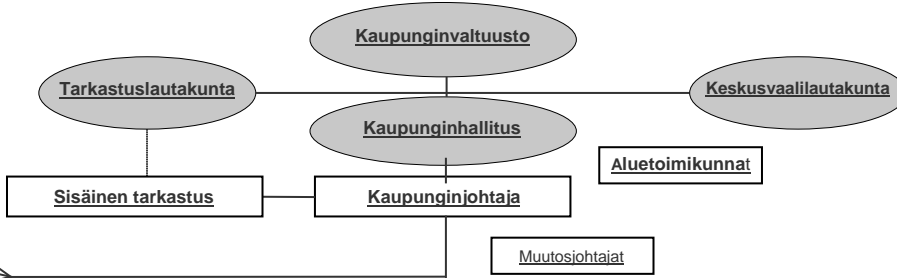 Kaupunginvaltuusto
Tarkastuslautakunta
Keskusvaalilautakunta
Kaupunginhallitus
Aluetoimikunnat
Sisäinen tarkastus
Kaupunginjohtaja
Muutosjohtajat